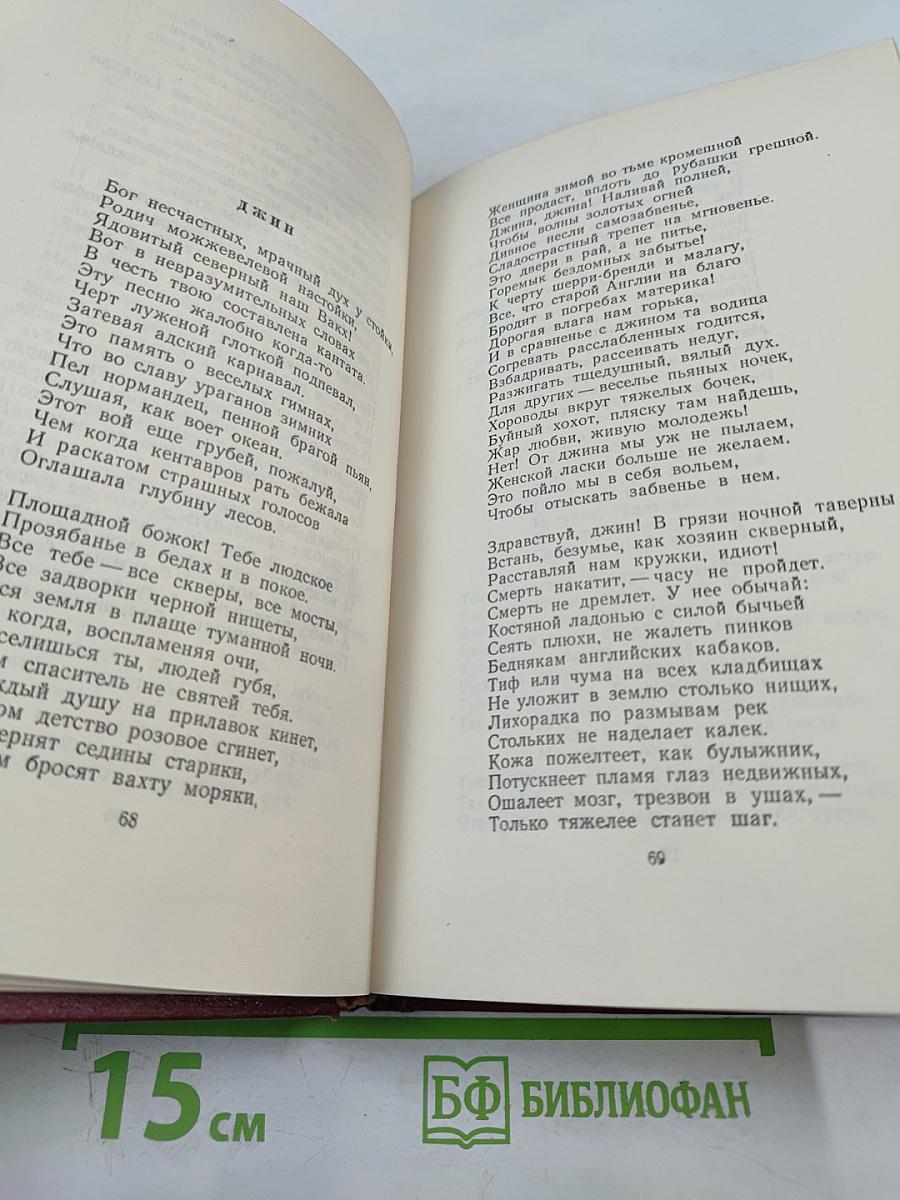 ДЖИН
Бог несчастных, мрачный дух у стойки,
Родич можжевеловой настойки,
Ядовитый северный наш Вакх!
Вот в невразумительных словах
В честь твою составлена кантата.
Эту песню жалобно когда-то
Черт луженой глоткой подпевал,
Затевая адский карнавал.
Это память о веселых гимнах,
Что во славу ураганов зимних
Пел нормандец, пенной брагой пьян,
Слушая, как воет океан.
Этот вой еще грубей, пожалуй,
Чем когда кентавров рать бежала
И раскатом страшных голосов
Оглашала глубину лесов.
Площадной божок! Тебе людское
Прозябанье в бедах и в покое.
Все тебе — все скверы, все мосты,
Все задворки черной нищеты,
ся земля в плаще туманной ночи.
когда, воспламеняя очи,
селишься ты, людей губя,
спаситель не святей тебя.
ждый душу на прилавок кинет,
ом детство розовое сгинет,
ернят седины старики,
бросят вахту моряки,
68
Женщина зимой во тьме кромешной
Все продаст, вплоть до рубашки грешной.
Джина, джина! Наливай полней,
Чтобы волны золотых огней
Дивное несли самозабвенье,
Сладострастный трепет на мгновенье.
Это двери в рай, а не питье,
Горемык бездомных забытье!
К черту шерри-бренди и малагу,
Все, что старой Англии на благо
Бродит в погребах материка!
Дорогая влага нам горька,
И в сравненье с джином та водица
Согревать расслабленных годится,
Взбадривать, рассеивать недуг,
Разжигать тщедушный, вялый дух.
Для других — веселье пьяных ночек,
Хороводы вкруг тяжелых бочек,
Буйный хохот, пляску там найдешь,
Жар любви, живую молодежь!
Нет! От джина мы уж не пылаем,
Женской ласки больше не желаем.
Это пойло мы в себя вольем,
Чтобы отыскать забвенье в нем.
Здравствуй, джин! В грязи ночной таверны
Встань, безумье, как хозяин скверный,
Расставляй нам кружки, идиот!
Смерть накатит, — часу не пройдет.
Смерть не дремлет. У нее обычай:
Костяной ладонью с силой бычьей
Сеять плюхи, не жалеть пинков
Беднякам английских кабаков.
Тиф или чума на всех кладбищах
Не уложит в землю столько нищих,
Лихорадка по размывам рек
Стольких не наделает калек.
Кожа пожелтеет, как булыжник,
Потускнеет пламя глаз недвижных,
Ошалеет мозг, трезвон в ушах, —
Только тяжелее станет шаг.
69
15 см
БФ БИБЛИОФАН